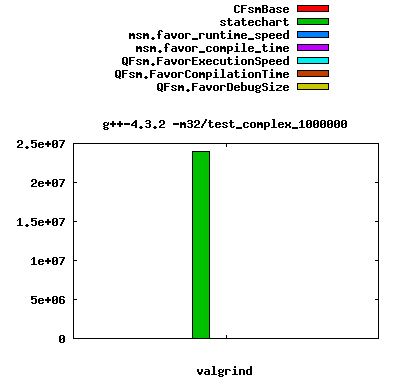 CFsmBase
statechart
msm.favor_runtime_speed
msm.favor_compile_time
QFsm.FavorExecutionSpeed
QFsm.FavorCompilationTime
QFsm.FavorDebugSize
g++-4.3.2 -m32/test_complex_1000000
2.5e+07
2e+07
1.5e+07
1e+07
5e+06
0
valgrind